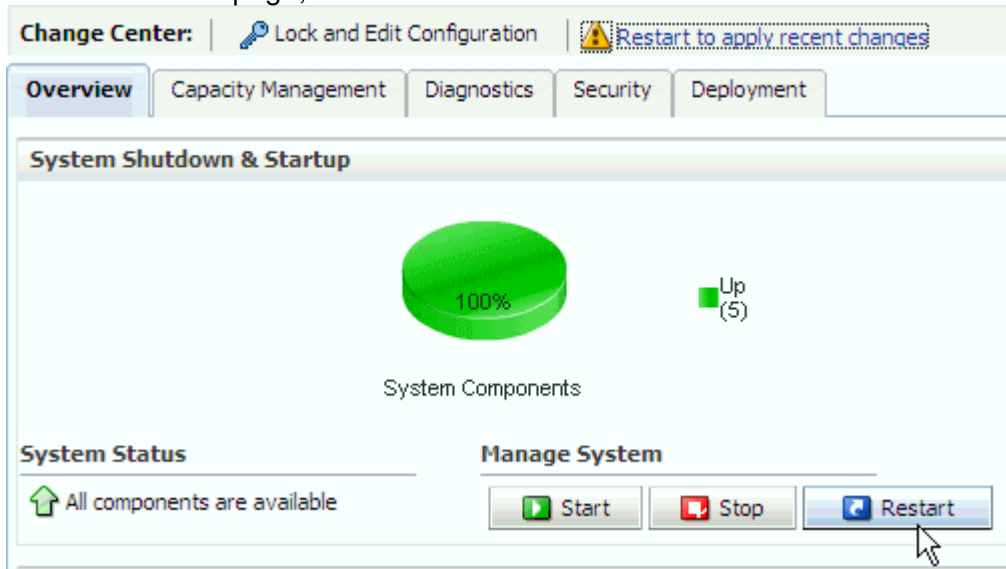 page,
Change Center: Lock and Edit Configuration Restart to apply recent changes
Overview Capacity Management Diagnostics Security Deployment
System Shutdown & Startup
100%
Up
(5)
System Components
System Status Manage System
All components are available Start Stop Restart